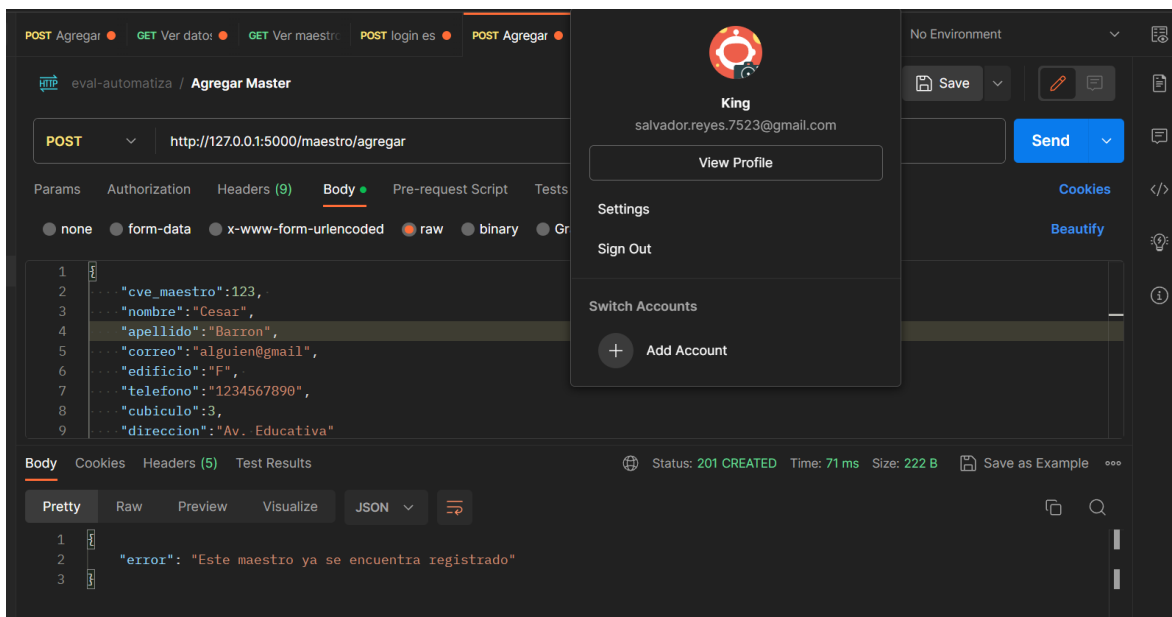 POST Agregar GET Ver dato: GET Ver maestro POST login es POST Agregar No Environment
HTTP eval-automatiza / Agregar Master Save
King
salvador.reyes.7523@gmail.com
POST http://127.0.0.1:5000/maestro/agregar Send
View Profile
Params Authorization Headers (9) Body Pre-request Script Tests Cookies
Settings
none form-data x-www-form-urlencoded raw binary Gr Beautify
Sign Out
1 {
2 "cve_maestro":123,
3 "nombre":"Cesar",
4 "apellido":"Barron",
5 "correo":"alguien@gmail",
6 "edificio":"F",
7 "telefono":"1234567890",
8 "cubiculo":3,
9 "direccion":"Av. Educativa"
Switch Accounts
Add Account
Body Cookies Headers (5) Test Results Status: 201 CREATED Time: 71 ms Size: 222 B Save as Example
Pretty Raw Preview Visualize JSON
1 {
2 "error": "Este maestro ya se encuentra registrado"
3 }